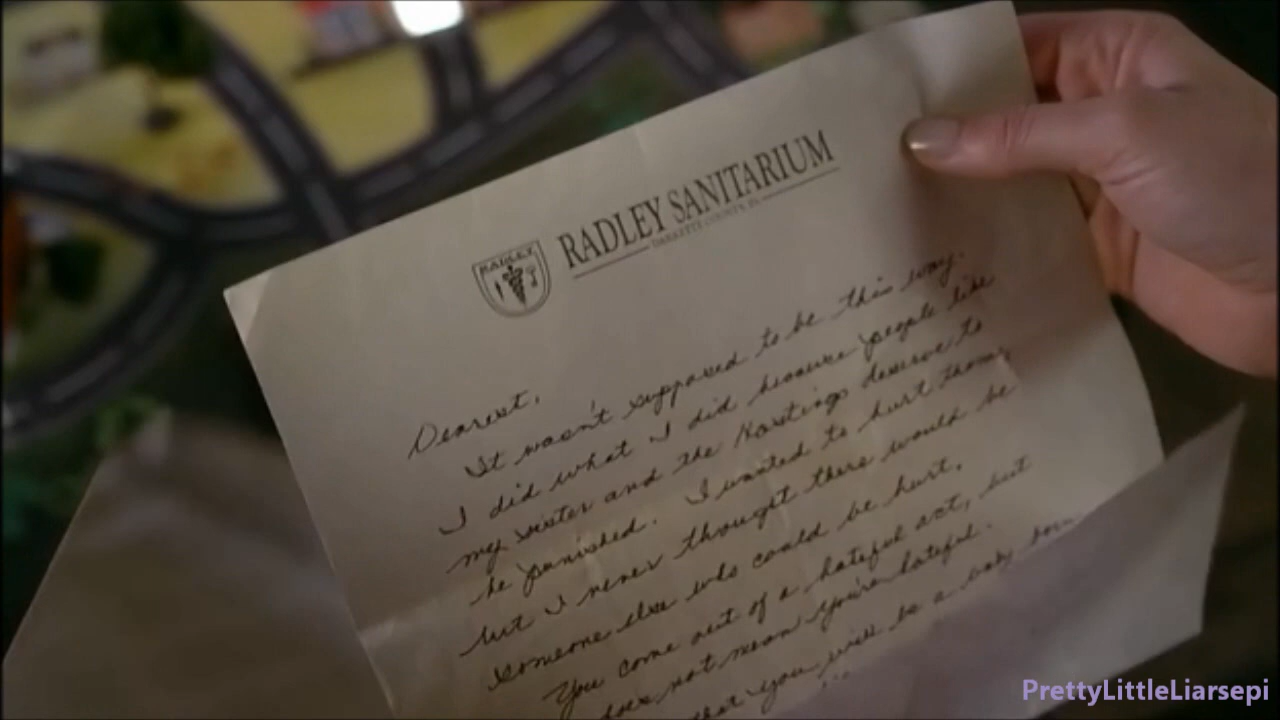 RADLEY
RADLEY SANITARIUM
Dearest,
It wasn't supposed to be this way.
I did what I did because people like
my sister and the Hastings deserve to
be punished. I wanted to hurt them,
but I never thought there would be
someone else who could be hurt.
You come out of a hateful act, but
does not mean you're hateful.
that you will be a baby born
PrettyLittleLiarsepi